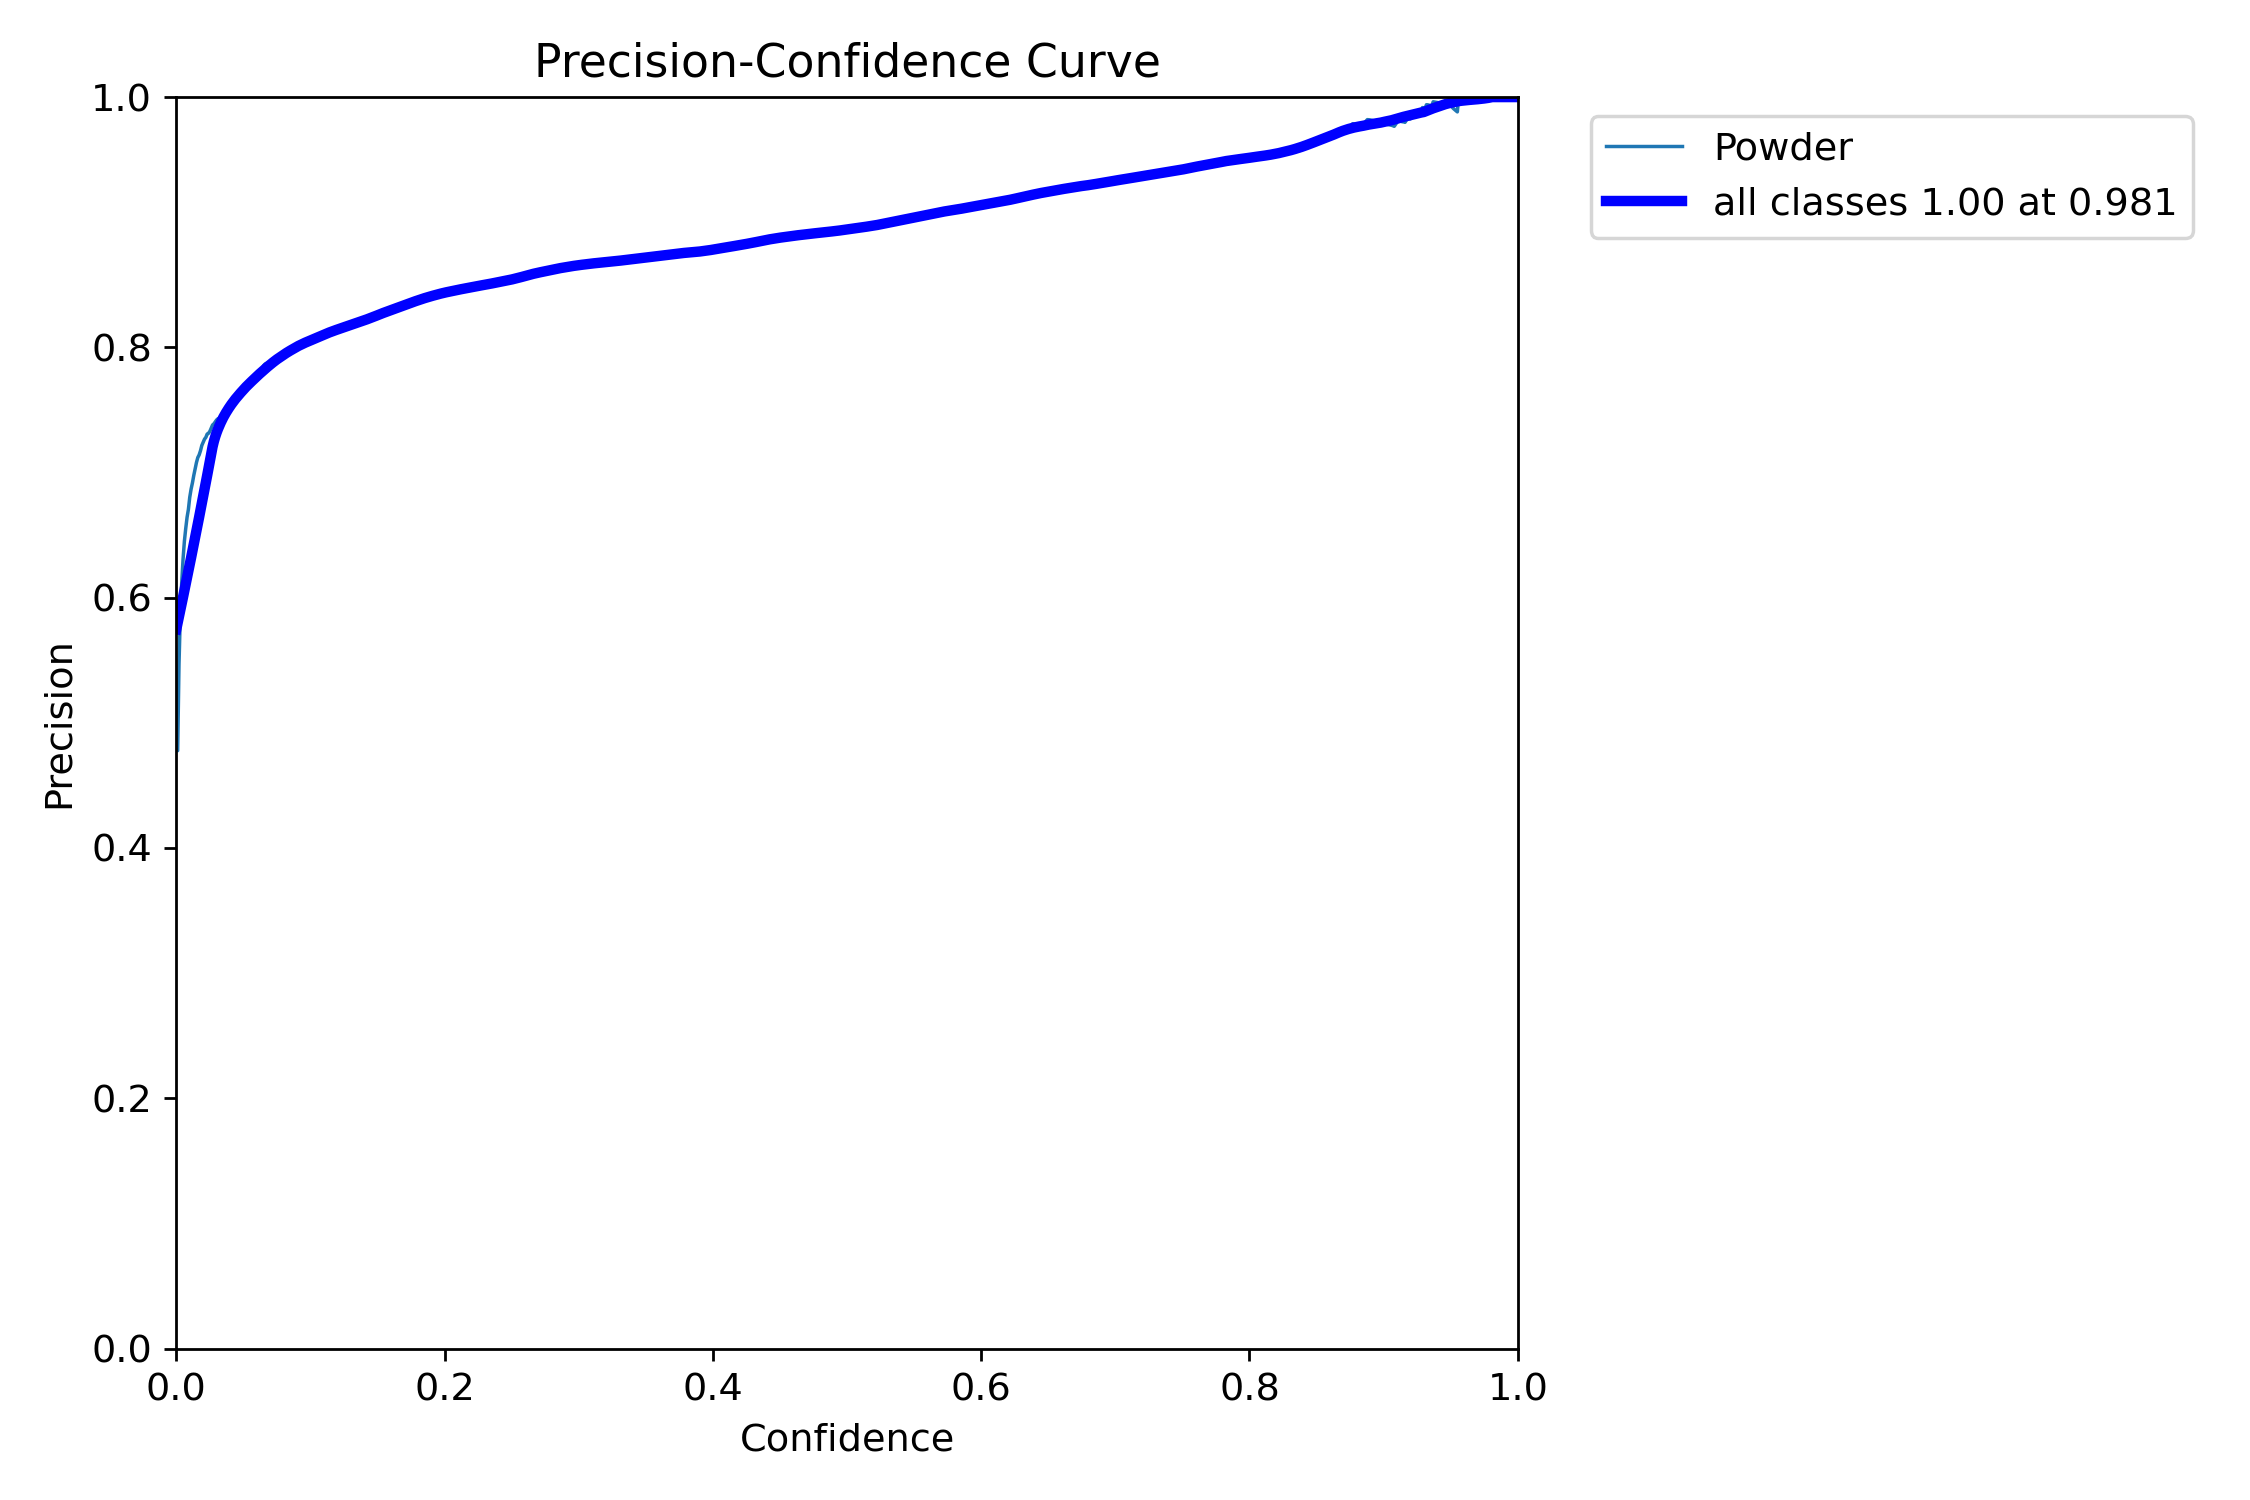 Precision-Confidence Curve
1.0
0.8
0.6
0.4
0.2
0.0
Precision
0.0 0.2 0.4 0.6 0.8 1.0
Confidence
Powder
all classes 1.00 at 0.981